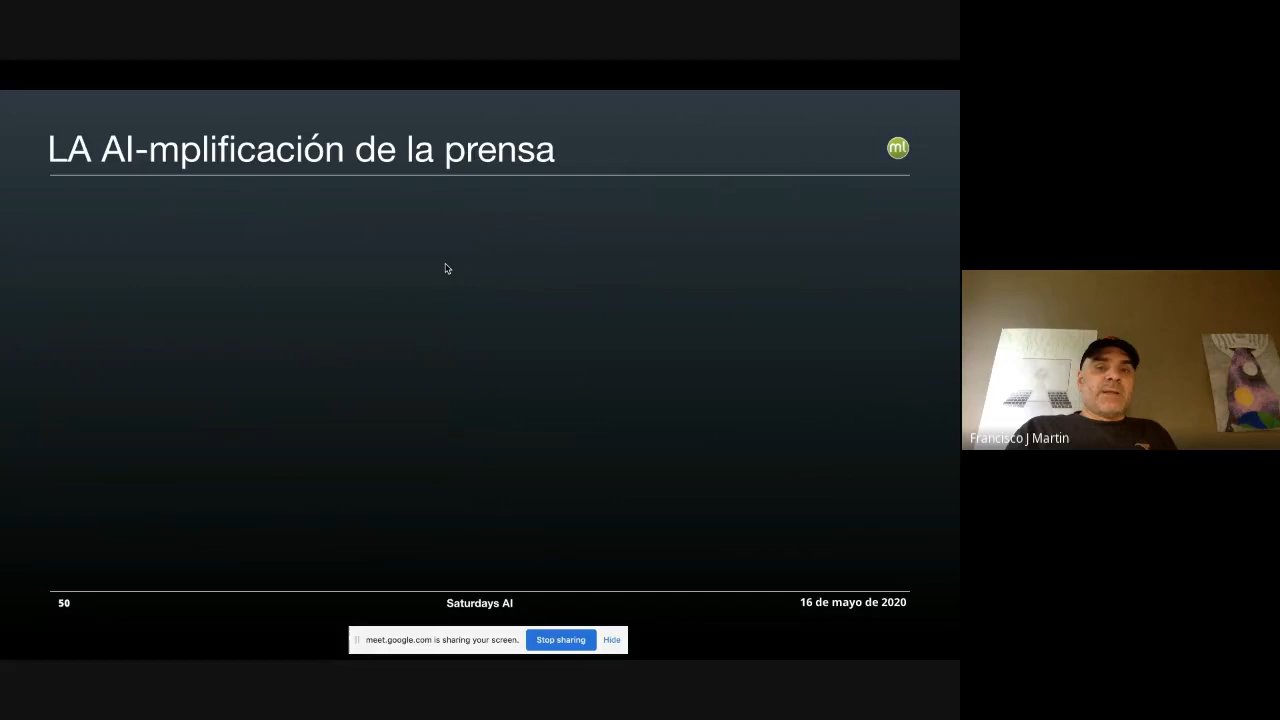 LA AI-mplificación de la prensa
ml
Francisco J Martin
50
Saturdays AI
16 de mayo de 2020
meet.google.com is sharing your screen.
Stop sharing
Hide